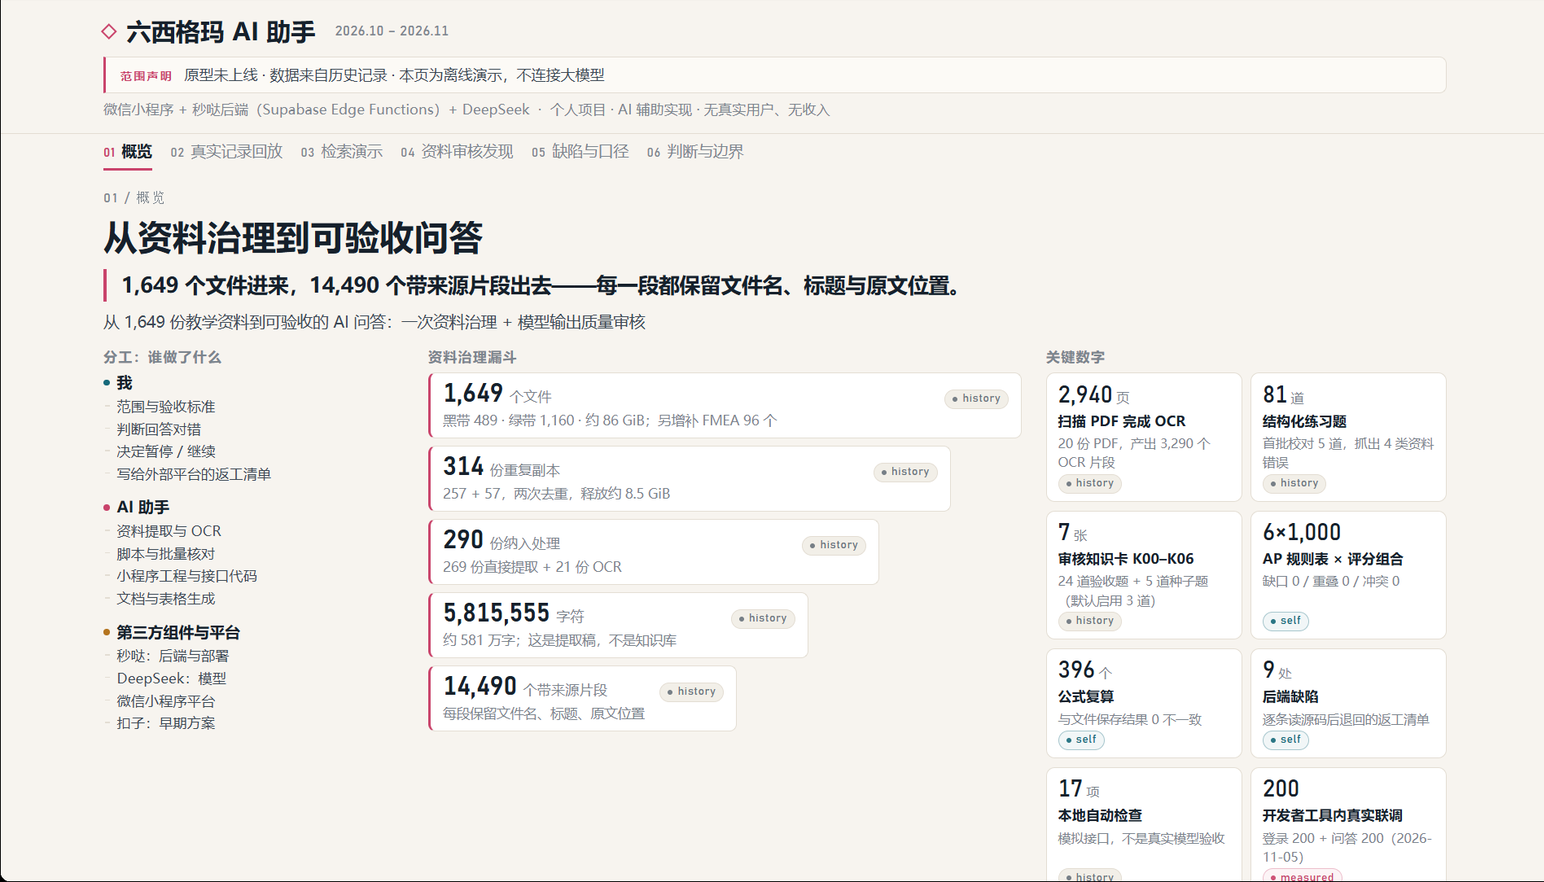 六西格玛 AI 助手 2026.10 – 2026.11
范围声明 原型未上线 · 数据来自历史记录 · 本页为离线演示，不连接大模型
微信小程序 + 秒哒后端（Supabase Edge Functions）+ DeepSeek · 个人项目 · AI 辅助实现 · 无真实用户、无收入
01 概览 02 真实记录回放 03 检索演示 04 资料审核发现 05 缺陷与口径 06 判断与边界
01 / 概览
从资料治理到可验收问答
1,649 个文件进来，14,490 个带来源片段出去——每一段都保留文件名、标题与原文位置。
从 1,649 份教学资料到可验收的 AI 问答：一次资料治理 + 模型输出质量审核
分工：谁做了什么
我
范围与验收标准
判断回答对错
决定暂停 / 继续
写给外部平台的返工清单
AI 助手
资料提取与 OCR
脚本与批量核对
小程序工程与接口代码
文档与表格生成
第三方组件与平台
秒哒：后端与部署
DeepSeek：模型
微信小程序平台
扣子：早期方案
资料治理漏斗
1,649 个文件
history
黑带 489 · 绿带 1,160 · 约 86 GiB；另增补 FMEA 96 个
314 份重复副本
history
257 + 57，两次去重，释放约 8.5 GiB
290 份纳入处理
history
269 份直接提取 + 21 份 OCR
5,815,555 字符
history
约 581 万字；这是提取稿，不是知识库
14,490 个带来源片段
history
每段保留文件名、标题、原文位置
关键数字
2,940 页
扫描 PDF 完成 OCR
20 份 PDF，产出 3,290 个
OCR 片段
history
81 道
结构化练习题
首批校对 5 道，抓出 4 类资料
错误
history
7 张
审核知识卡 K00–K06
24 道验收题 + 5 道种子题
（默认启用 3 道）
history
6×1,000
AP 规则表 × 评分组合
缺口 0 / 重叠 0 / 冲突 0
self
396 个
公式复算
与文件保存结果 0 不一致
self
9 处
后端缺陷
逐条读源码后退回的返工清单
self
17 项
本地自动检查
模拟接口，不是真实模型验收
history
200
开发者工具内真实联调
登录 200 + 问答 200（2026-
11-05）
measured